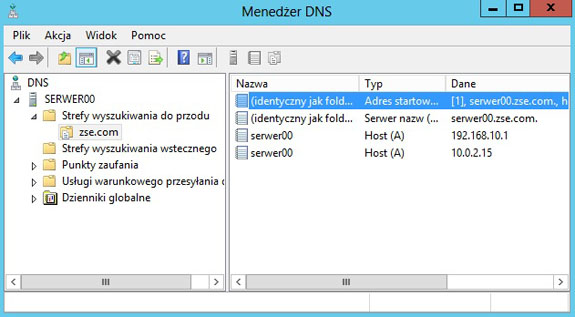 Menedżer DNS
Plik Akcja Widok Pomoc
DNS
SERWER00
Strefy wyszukiwania do przodu
zse.com
Strefy wyszukiwania wstecznego
Punkty zaufania
Usługi warunkowego przesyłania d
Dzienniki globalne
Nazwa Typ Dane
(identyczny jak fold... Adres startow... [1], serwer00.zse.com., h
(identyczny jak fold... Serwer nazw (... serwer00.zse.com.
serwer00 Host (A) 192.168.10.1
serwer00 Host (A) 10.0.2.15